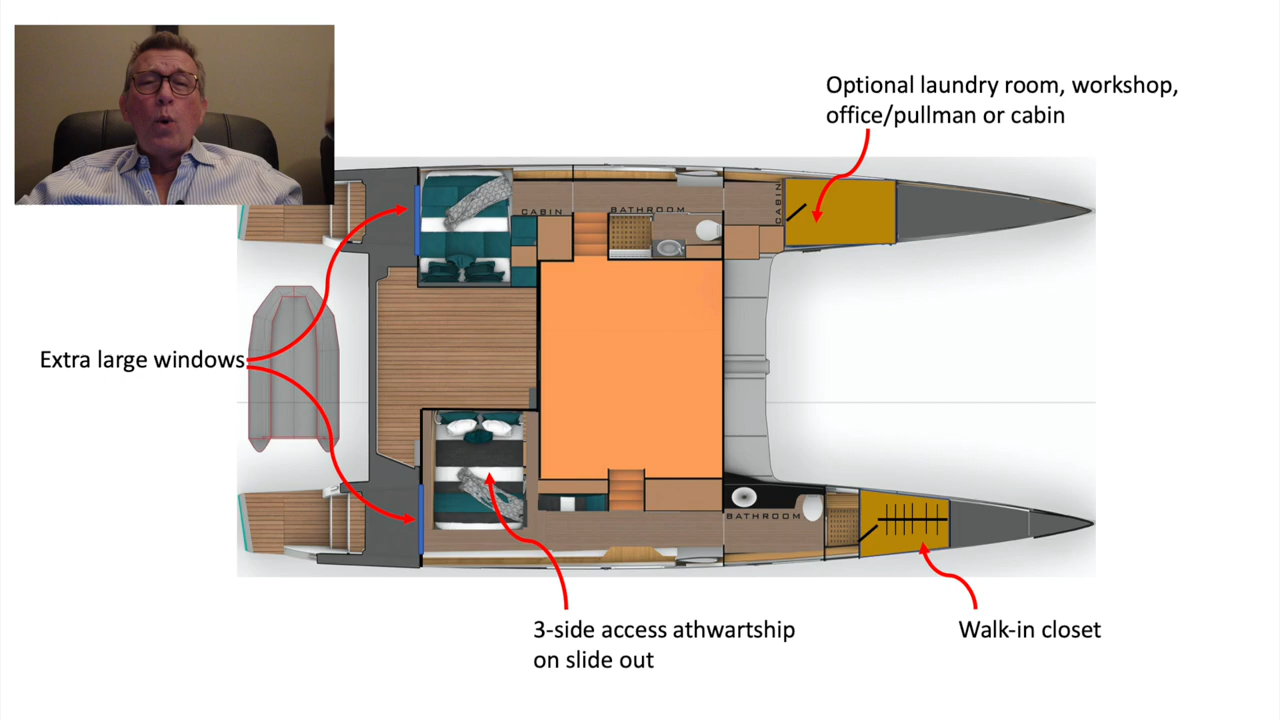 Optional laundry room, workshop,
office/pullman or cabin
CABIN
BATHROOM
CABIN
Extra large windows
BATHROOM
3-side access athwartship
on slide out
Walk-in closet